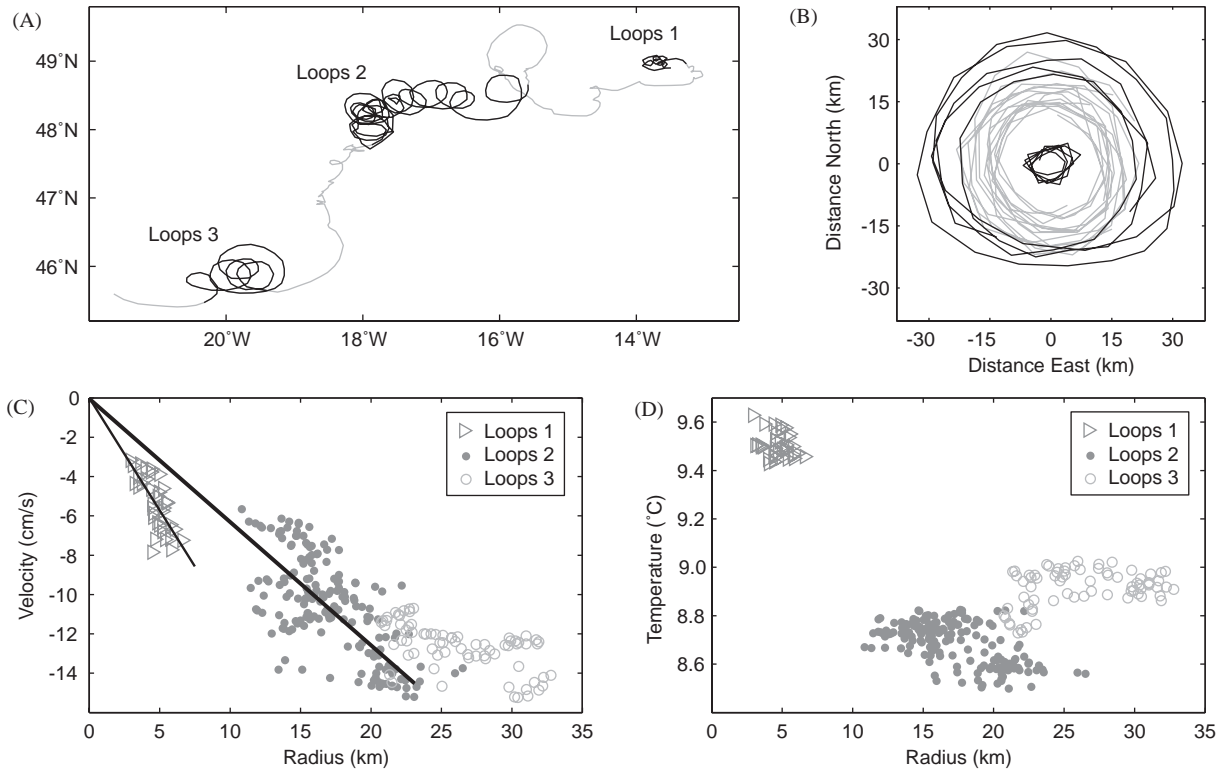 (A)
Loops 1
Loops 2
Loops 3
49˚N
48˚N
47˚N
46˚N
20˚W
18˚W
16˚W
14˚W
(B)
Distance North (km)
30
15
0
-15
-30
-30
-15
0
15
30
Distance East (km)
(C)
Velocity (cm/s)
0
-2
-4
-6
-8
-10
-12
-14
0
5
10
15
20
25
30
35
Radius (km)
Loops 1
Loops 2
Loops 3
(D)
Temperature (˚C)
9.6
9.4
9.2
9.0
8.8
8.6
0
5
10
15
20
25
30
35
Radius (km)
Loops 1
Loops 2
Loops 3